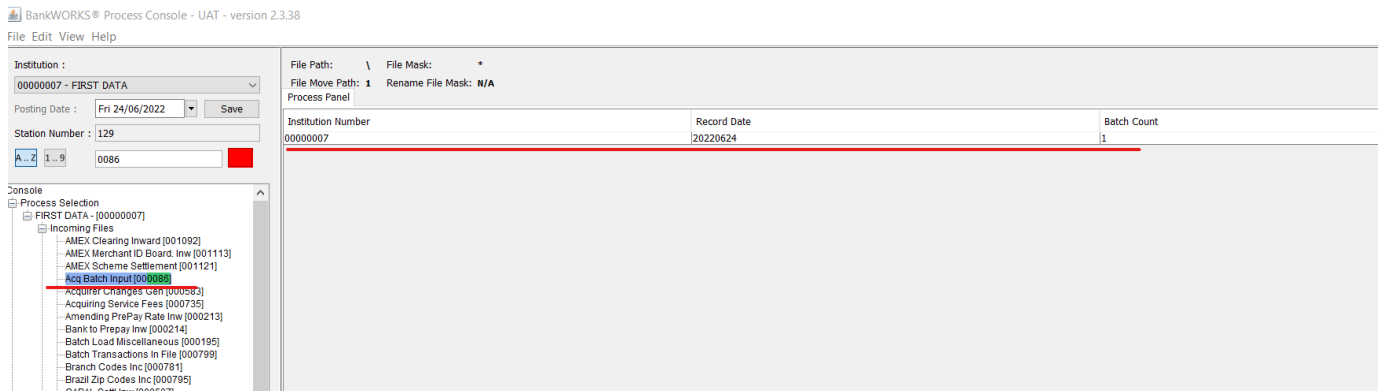 BankWORKS® Process Console - UAT - version 2.3.38
File Edit View Help
Institution :
00000007 - FIRST DATA
Posting Date : Fri 24/06/2022 Save
Station Number : 129
A .. Z 1 .. 9 0086
Console
Process Selection
FIRST DATA - [00000007]
Incoming Files
AMEX Clearing Inward [001092]
AMEX Merchant ID Board. Inw [001113]
AMEX Scheme Settlement [001121]
Acq Batch Input [000086]
Acquirer Changes Gen [000583]
Acquiring Service Fees [000735]
Amending PrePay Rate Inw [000213]
Bank to Prepay Inw [000214]
Batch Load Miscellaneous [000195]
Batch Transactions In File [000799]
Branch Codes Inc [000781]
Brazil Zip Codes Inc [000795]
File Path: \ File Mask: *
File Move Path: 1 Rename File Mask: N/A
Process Panel
Institution Number Record Date Batch Count
00000007 20220624 1